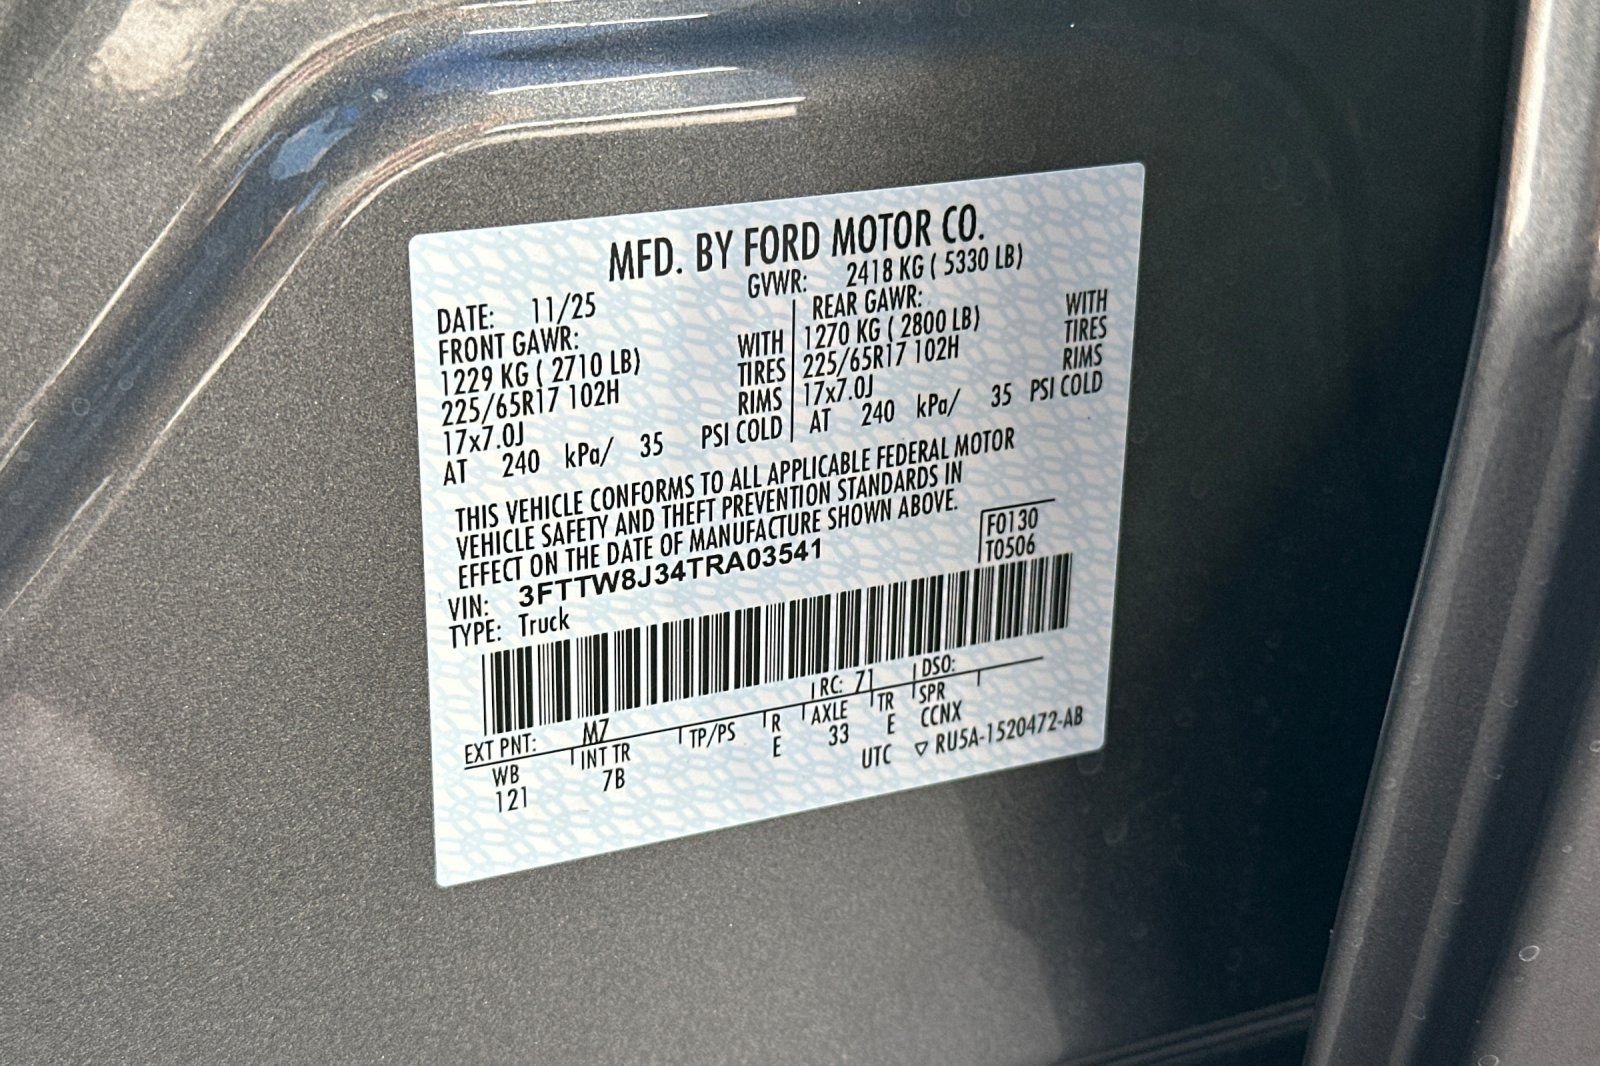 MFD. BY FORD MOTOR CO.
DATE: 11/25 GVWR: 2418 KG ( 5330 LB)
FRONT GAWR: REAR GAWR:
1229 KG ( 2710 LB) WITH 1270 KG ( 2800 LB) WITH
225/65R17 102H TIRES 225/65R17 102H TIRES
17x7.0J RIMS 17x7.0J RIMS
AT 240 kPa/ 35 PSI COLD AT 240 kPa/ 35 PSI COLD
THIS VEHICLE CONFORMS TO ALL APPLICABLE FEDERAL MOTOR
VEHICLE SAFETY AND THEFT PREVENTION STANDARDS IN
EFFECT ON THE DATE OF MANUFACTURE SHOWN ABOVE.
F0130
VIN: 3FTTW8J34TRA03541
T0506
TYPE: Truck
EXT PNT: M7 RC: 71 DSO:
WB INT TR TP/PS R AXLE TR SPR
121 7B E 33 E CCNX
UTC ▽ RU5A-1520472-AB